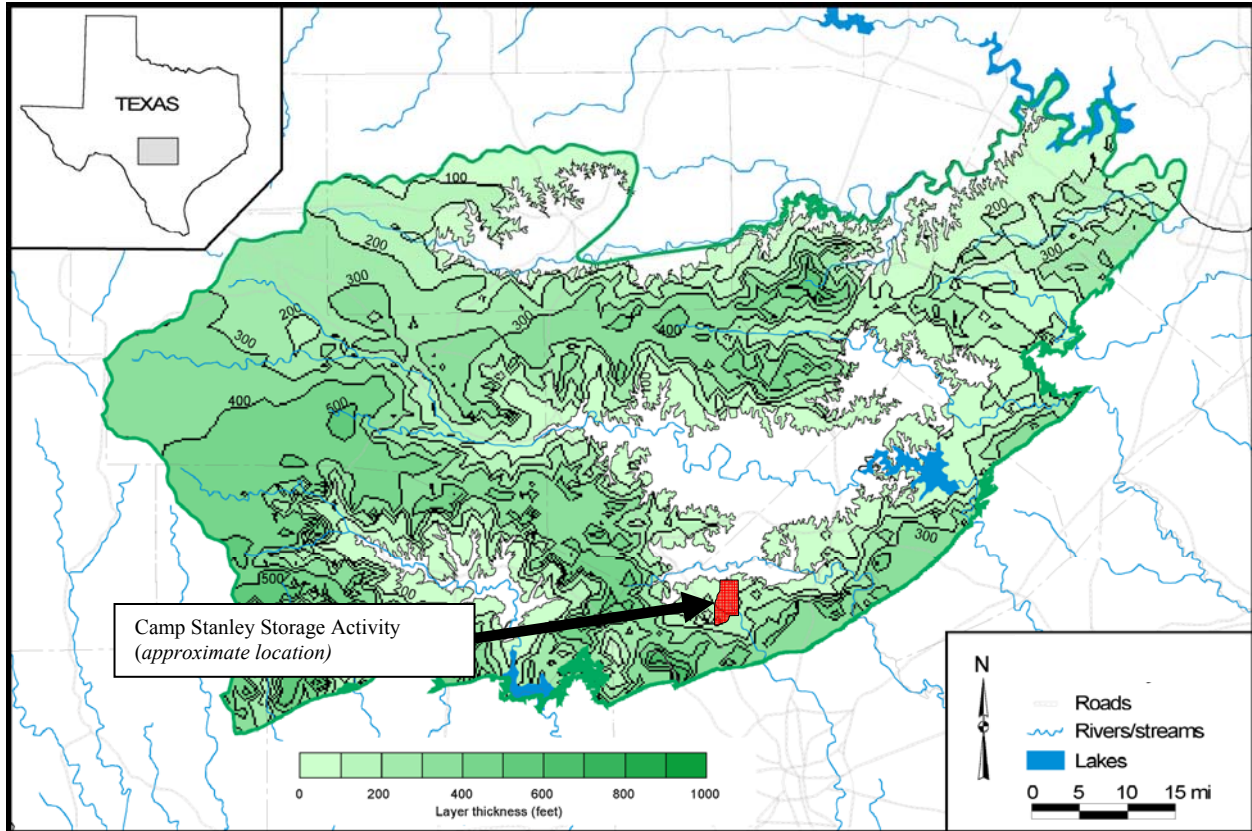 TEXAS
100
200
300
200
300
200
300
300
400
100
400
500
300
500
Camp Stanley Storage Activity
(approximate location)
N
Roads
Rivers/streams
Lakes
0 5 10 15 mi
0 200 400 600 800 1000
Layer thickness (feet)